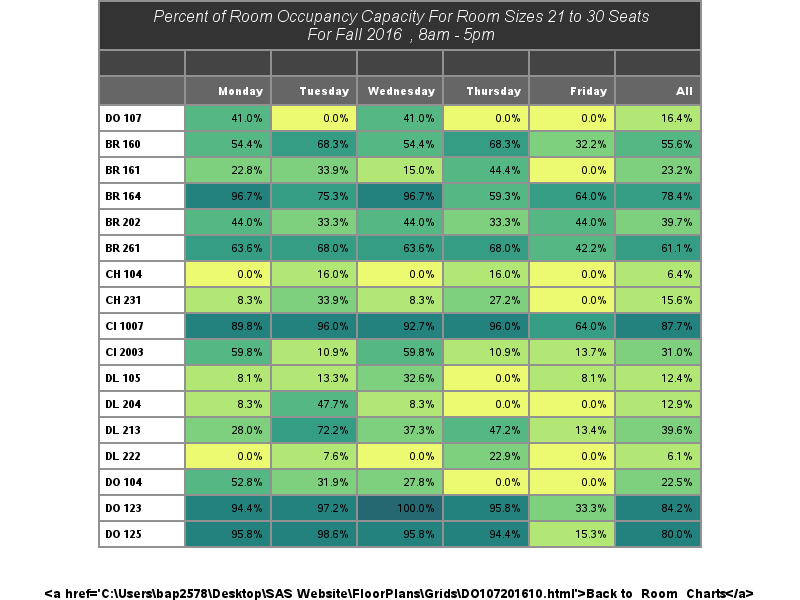 Percent of Room Occupancy Capacity For Room Sizes 21 to 30 Seats
For Fall 2016 , 8am - 5pm
Monday Tuesday Wednesday Thursday Friday All
DO 107 41.0% 0.0% 41.0% 0.0% 0.0% 16.4%
BR 160 54.4% 68.3% 54.4% 68.3% 32.2% 55.6%
BR 161 22.8% 33.9% 15.0% 44.4% 0.0% 23.2%
BR 164 96.7% 75.3% 96.7% 59.3% 64.0% 78.4%
BR 202 44.0% 33.3% 44.0% 33.3% 44.0% 39.7%
BR 261 63.6% 68.0% 63.6% 68.0% 42.2% 61.1%
CH 104 0.0% 16.0% 0.0% 16.0% 0.0% 6.4%
CH 231 8.3% 33.9% 8.3% 27.2% 0.0% 15.6%
CI 1007 89.8% 96.0% 92.7% 96.0% 64.0% 87.7%
CI 2003 59.8% 10.9% 59.8% 10.9% 13.7% 31.0%
DL 105 8.1% 13.3% 32.6% 0.0% 8.1% 12.4%
DL 204 8.3% 47.7% 8.3% 0.0% 0.0% 12.9%
DL 213 28.0% 72.2% 37.3% 47.2% 13.4% 39.6%
DL 222 0.0% 7.6% 0.0% 22.9% 0.0% 6.1%
DO 104 52.8% 31.9% 27.8% 0.0% 0.0% 22.5%
DO 123 94.4% 97.2% 100.0% 95.8% 33.3% 84.2%
DO 125 95.8% 98.6% 95.8% 94.4% 15.3% 80.0%
<a href='C:\Users\bap2578\Desktop\SAS Website\FloorPlans\Grids\DO107201610.html'>Back to Room Charts</a>